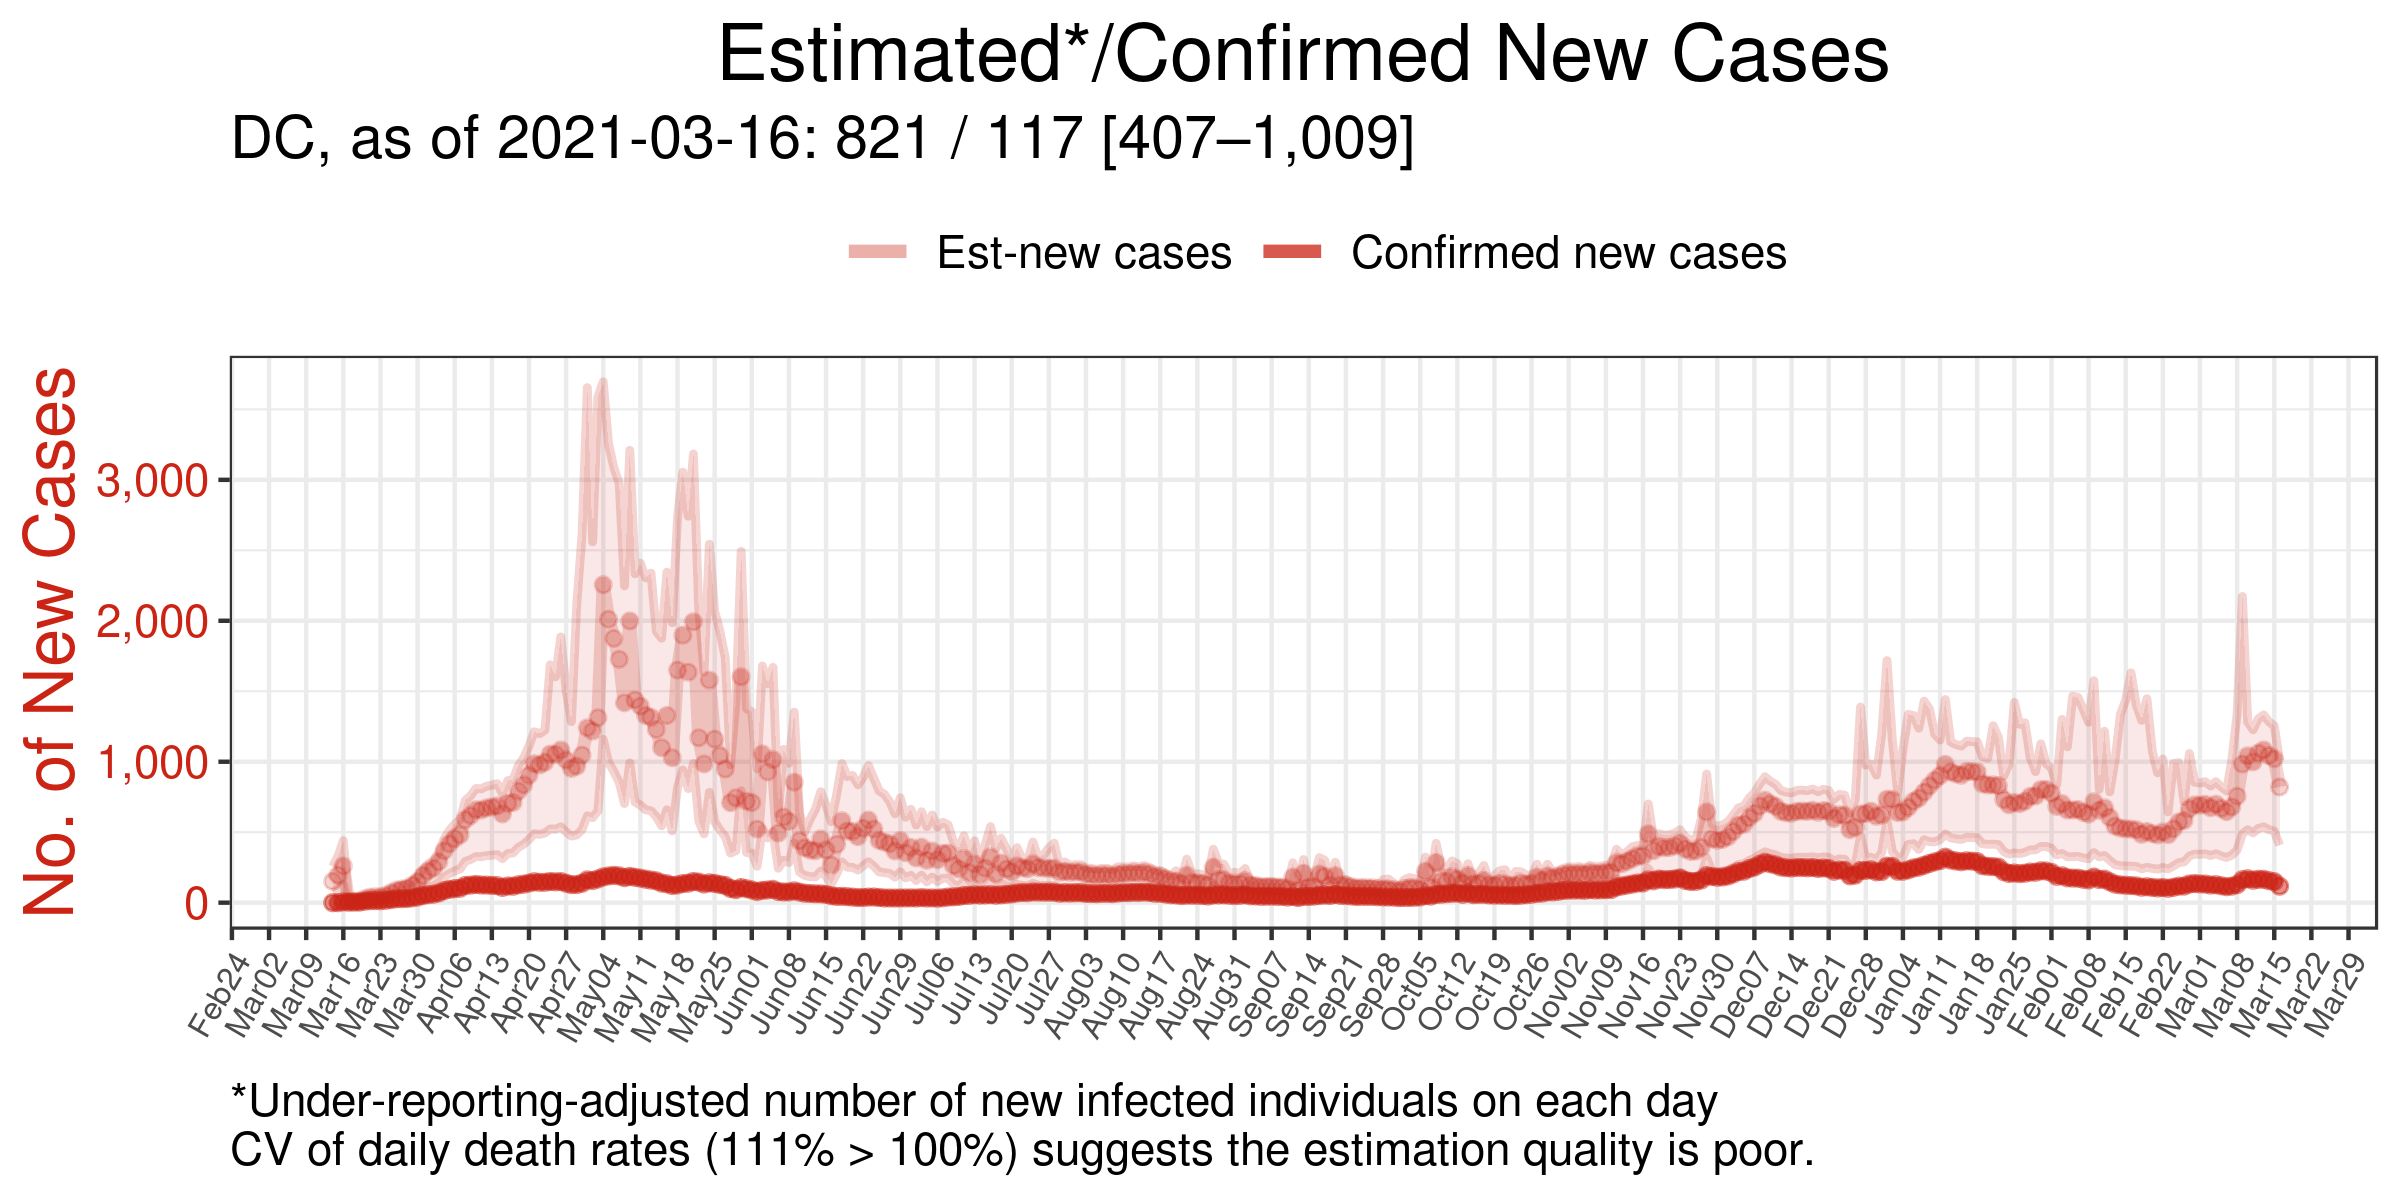 Estimated*/Confirmed New Cases
DC, as of 2021-03-16: 821 / 117 [407–1,009]
Est-new cases Confirmed new cases
No. of New Cases
3,000
2,000
1,000
0
Feb24 Mar02 Mar09 Mar16 Mar23 Mar30 Apr06 Apr13 Apr20 Apr27 May04 May11 May18 May25 Jun01 Jun08 Jun15 Jun22 Jun29 Jul06 Jul13 Jul20 Jul27 Aug03 Aug10 Aug17 Aug24 Aug31 Sep07 Sep14 Sep21 Sep28 Oct05 Oct12 Oct19 Oct26 Nov02 Nov09 Nov16 Nov23 Nov30 Dec07 Dec14 Dec21 Dec28 Jan04 Jan11 Jan18 Jan25 Feb01 Feb08 Feb15 Feb22 Mar01 Mar08 Mar15 Mar22 Mar29
*Under-reporting-adjusted number of new infected individuals on each day
CV of daily death rates (111% > 100%) suggests the estimation quality is poor.